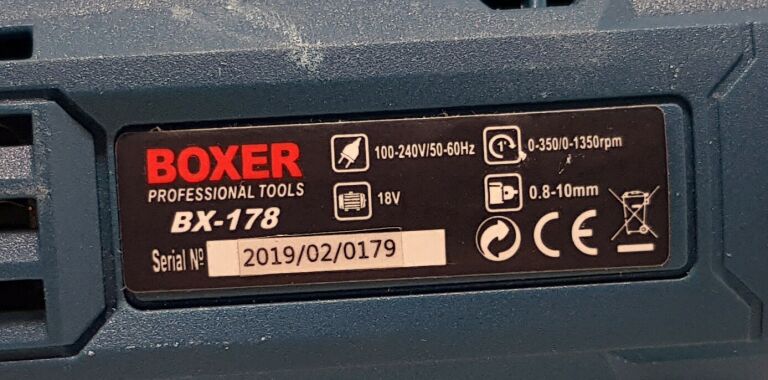 BOXER
PROFESSIONAL TOOLS
BX-178
Serial Nº 2019/02/0179
100-240V/50-60Hz
18V
1
0-350/0-1350rpm
0.8-10mm
CE